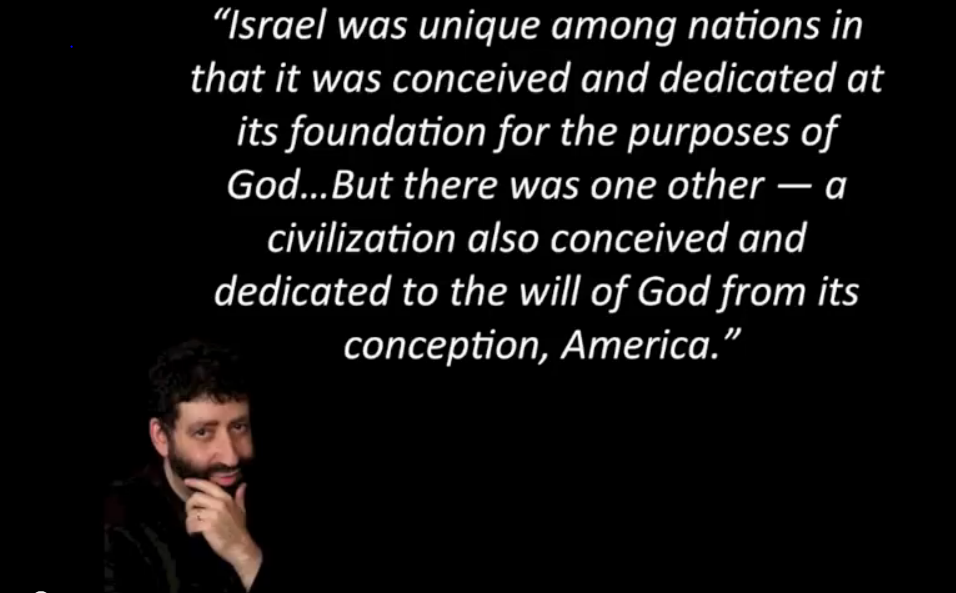 “Israel was unique among nations in
that it was conceived and dedicated at
its foundation for the purposes of
God...But there was one other — a
civilization also conceived and
dedicated to the will of God from its
conception, America.”